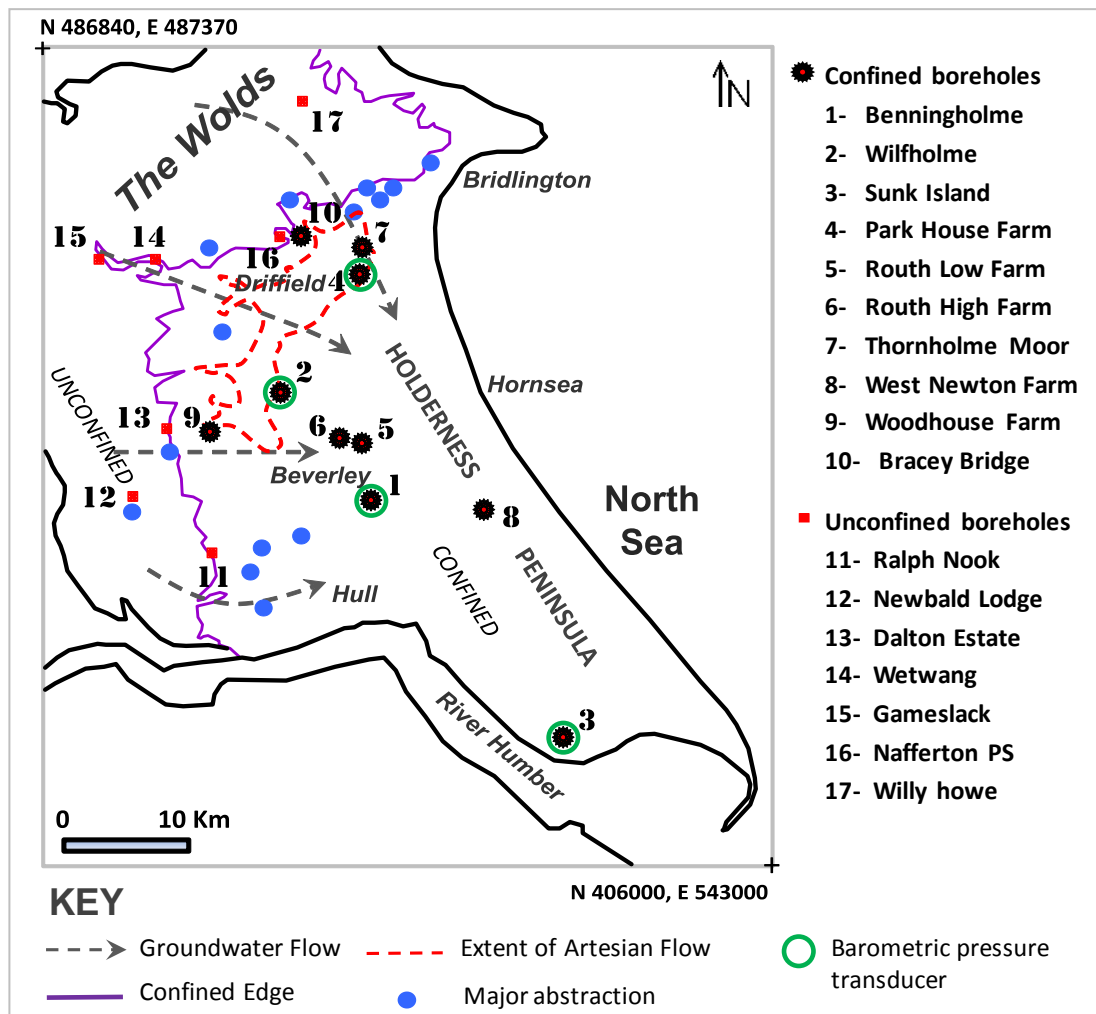 N 486840, E 487370
N
The Wolds
17
Bridlington
10
7
15
14
16
Driffield
4
HOLDERNESS
2
Hornsea
UNCONFINED
13
9
6
5
Beverley
12
1
8
North
Sea
CONFINED
PENINSULA
11
Hull
3
River Humber
0 10 Km
N 406000, E 543000
Confined boreholes
1- Benningholme
2- Wilfholme
3- Sunk Island
4- Park House Farm
5- Routh Low Farm
6- Routh High Farm
7- Thornholme Moor
8- West Newton Farm
9- Woodhouse Farm
10- Bracey Bridge
Unconfined boreholes
11- Ralph Nook
12- Newbald Lodge
13- Dalton Estate
14- Wetwang
15- Gameslack
16- Nafferton PS
17- Willy howe
KEY
Groundwater Flow
Extent of Artesian Flow
Barometric pressure
transducer
Confined Edge
Major abstraction